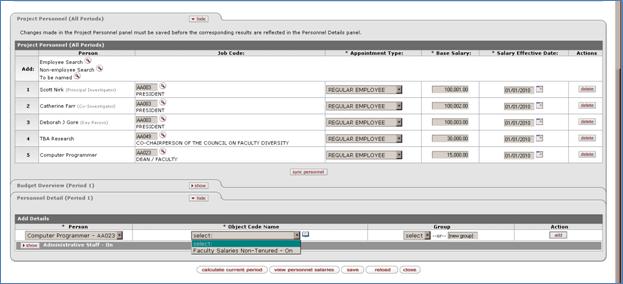 Project Personnel (All Periods) hide
Changes made in the Project Personnel panel must be saved before the corresponding results are reflected in the Personnel Details panel.
Project Personnel (All Periods)
Person Job Code: * Appointment Type: * Base Salary: * Salary Effective Date: Actions
Add: Employee Search
Non-employee Search
To be named
1 Scott Nirk (Principal Investigator) AA003 PRESIDENT REGULAR EMPLOYEE 100,001.00 01/01/2010 delete
2 Catherine Farr (Co-Investigator) AA003 PRESIDENT REGULAR EMPLOYEE 100,002.00 01/01/2010 delete
3 Deborah J Gore (Key Person) AA003 PRESIDENT REGULAR EMPLOYEE 100,003.00 01/01/2010 delete
4 TBA Research AA049 CO-CHAIRPERSON OF THE COUNCIL ON FACULTY DIVERSITY REGULAR EMPLOYEE 30,000.00 01/01/2010 delete
5 Computer Programmer AA023 DEAN / FACULTY REGULAR EMPLOYEE 15,000.00 01/01/2010 delete
sync personnel
Budget Overview (Period 1) show
Personnel Detail (Period 1) hide
Add Details
* Person * Object Code Name Group Action
Computer Programmer - AA023 select: select --or-- (new group) add
select:
Faculty Salaries Non-Tenured - On
show Administrative Staff - On
calculate current period view personnel salaries save reload close